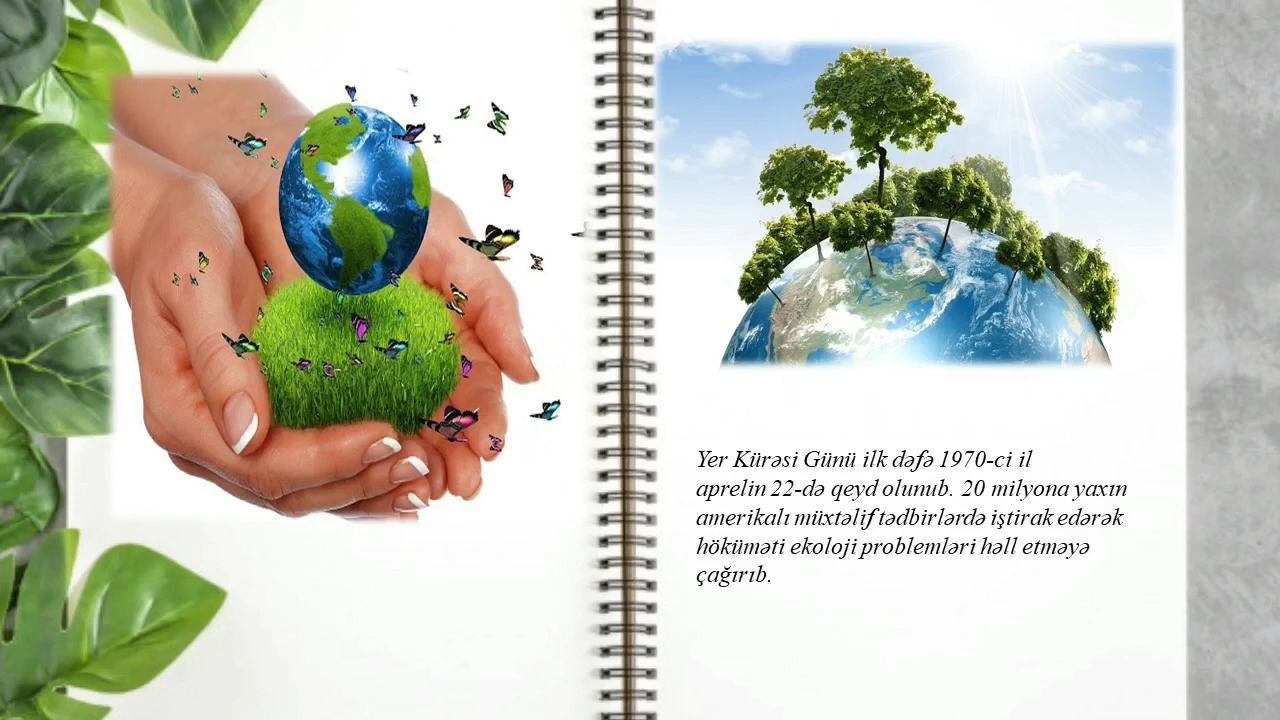 Yer Kürəsi Günü ilk dəfə 1970-ci il
aprelin 22-də qeyd olunub. 20 milyona yaxın
amerikalı müxtəlif tədbirlərdə iştirak edərək
höküməti ekoloji problemləri həll etməyə
çağırıb.